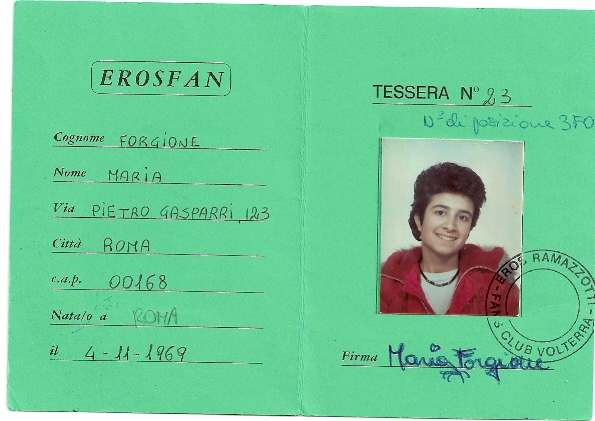 EROSFAN
Cognome FORGIONE
Nome MARIA
Via PIETRO GASPARRI, 123
Città ROMA
c.a.p. 00168
Nata/o a ROMA
il 4-11-1969
TESSERA N° 23
N° di posizione 3FO
EROS RAMAZZOTTI - FANS CLUB VOLTERRA -
Firma Maria Forgione